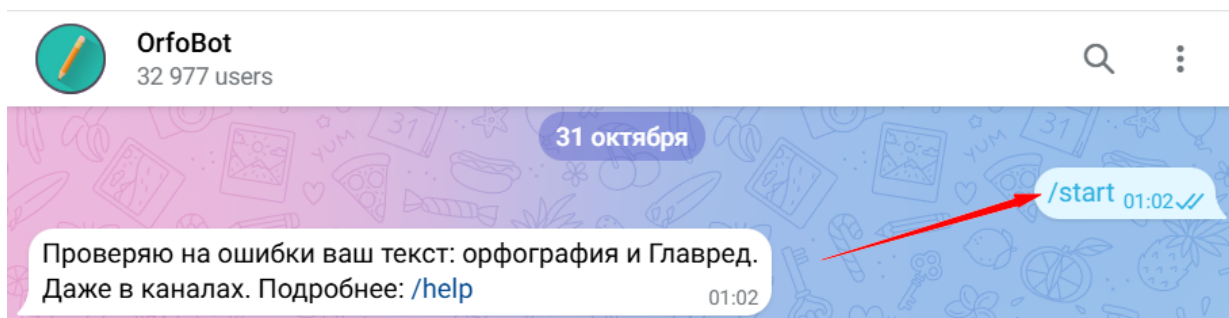 OrfoBot
32 977 users
31 октября
/start 01:02
Проверяю на ошибки ваш текст: орфография и Главред.
Даже в каналах. Подробнее: /help
01:02